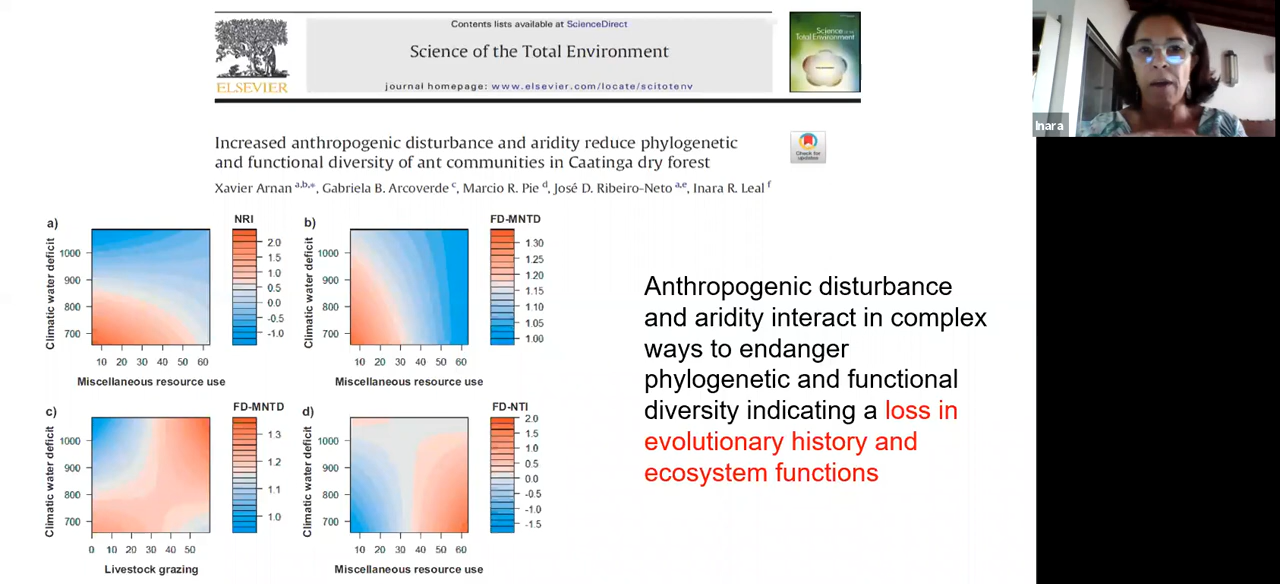 Contents lists available at ScienceDirect
Science of the Total Environment
journal homepage: www.elsevier.com/locate/scitotenv
ELSEVIER
Science of the
Total Environment
Inara
Increased anthropogenic disturbance and aridity reduce phylogenetic
and functional diversity of ant communities in Caatinga dry forest
Check for
updates
Xavier Arnan a,b,*, Gabriela B. Arcoverde c, Marcio R. Pie d, José D. Ribeiro-Neto a,e, Inara R. Leal f
a)
NRI
Climatic water deficit
1000
900
800
700
10 20 30 40 50 60
Miscellaneous resource use
2.0
1.5
1.0
0.5
0.0
-0.5
-1.0
b)
FD-MNTD
Climatic water deficit
1000
900
800
700
10 20 30 40 50 60
Miscellaneous resource use
1.30
1.25
1.20
1.15
1.10
1.05
1.00
c)
FD-MNTD
Climatic water deficit
1000
900
800
700
0 10 20 30 40 50
Livestock grazing
1.3
1.2
1.1
1.0
d)
FD-NTI
Climatic water deficit
1000
900
800
700
10 20 30 40 50 60
Miscellaneous resource use
2.0
1.5
1.0
0.5
0.0
-0.5
-1.0
-1.5
Anthropogenic disturbance
and aridity interact in complex
ways to endanger
phylogenetic and functional
diversity indicating a loss in
evolutionary history and
ecosystem functions